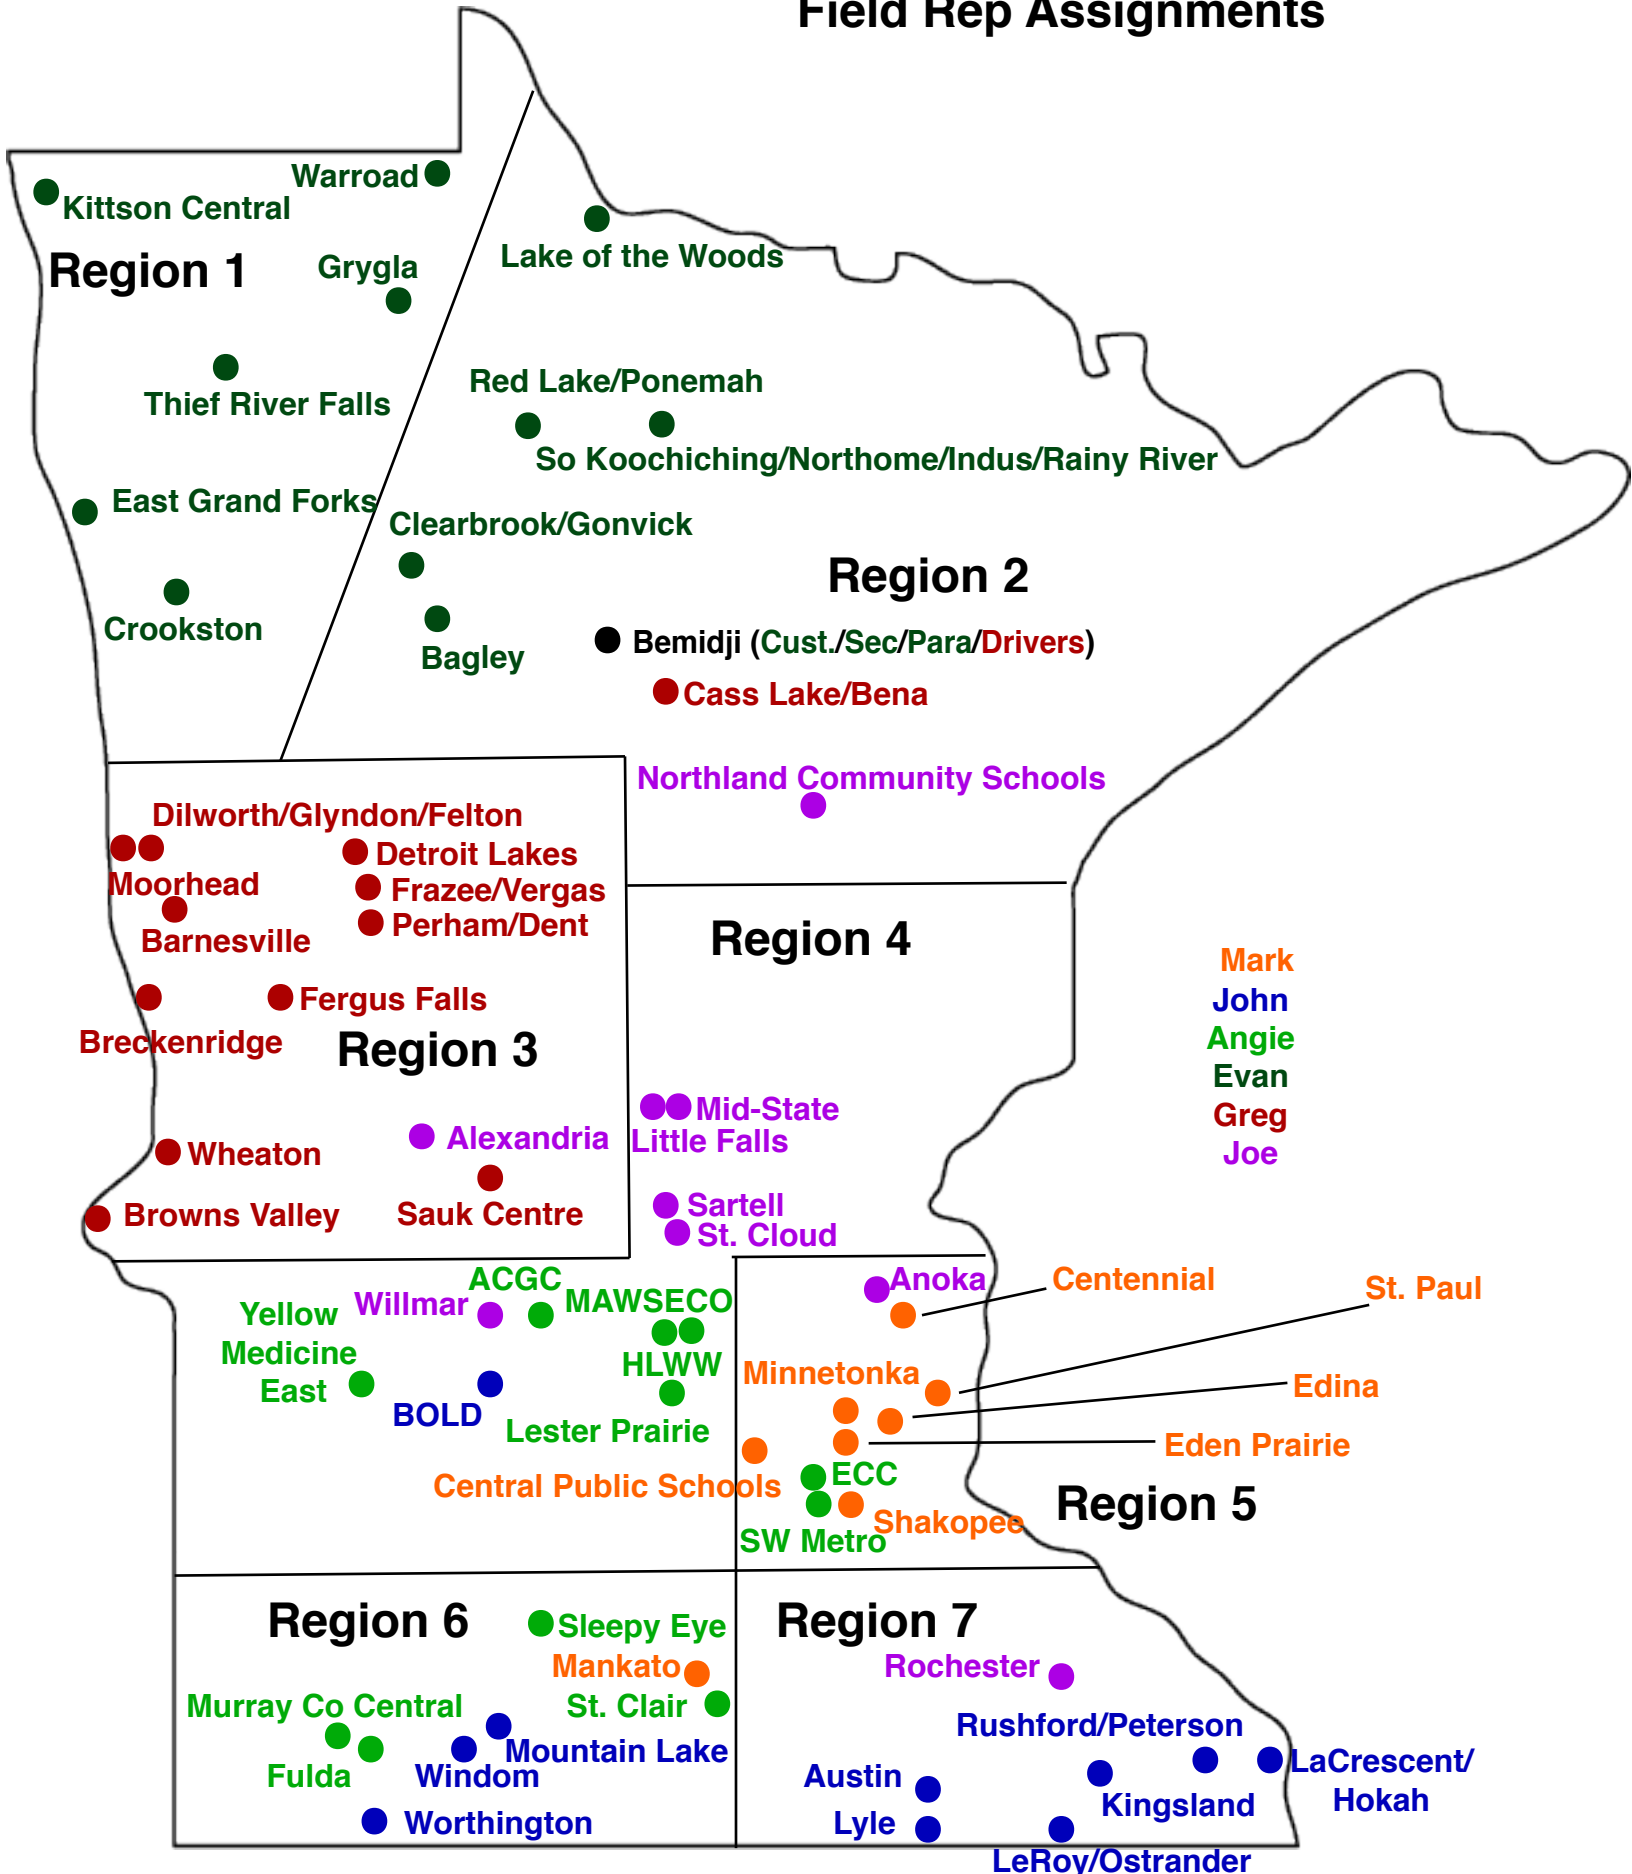 Field Rep Assignments
Warroad
Kittson Central
Region 1
Grygla
Lake of the Woods
Thief River Falls
Red Lake/Ponemah
So Koochiching/Northome/Indus/Rainy River
East Grand Forks
Clearbrook/Gonvick
Region 2
Crookston
Bagley
Bemidji (Cust./Sec/Para/Drivers)
Cass Lake/Bena
Northland Community Schools
Dilworth/Glyndon/Felton
Detroit Lakes
Moorhead
Frazee/Vergas
Perham/Dent
Barnesville
Region 4
Fergus Falls
Breckenridge
Region 3
Mark
John
Angie
Evan
Greg
Joe
Mid-State
Little Falls
Alexandria
Wheaton
Browns Valley
Sauk Centre
Sartell
St. Cloud
ACGC
Anoka
Centennial
St. Paul
Yellow
Medicine
East
Willmar
MAWSECO
HLWW
Minnetonka
Edina
BOLD
Lester Prairie
Eden Prairie
Central Public Schools
ECC
Shakopee
SW Metro
Region 5
Region 6
Sleepy Eye
Region 7
Mankato
Rochester
Murray Co Central
St. Clair
Mountain Lake
Rushford/Peterson
Fulda
Windom
Austin
LaCrescent/
Hokah
Kingsland
Worthington
Lyle
LeRoy/Ostrander